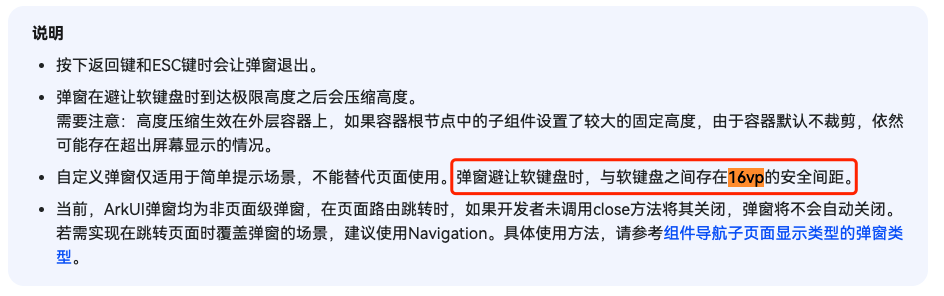 说明
按下返回键和ESC键时会让弹窗退出。
弹窗在避让软键盘时到达极限高度之后会压缩高度。
需要注意：高度压缩生效在外层容器上，如果容器根节点中的子组件设置了较大的固定高度，由于容器默认不裁剪，依然
可能存在超出屏幕显示的情况。
自定义弹窗仅适用于简单提示场景，不能替代页面使用。弹窗避让软键盘时，与软键盘之间存在16vp的安全间距。
当前，ArkUI弹窗均为非页面级弹窗，在页面路由跳转时，如果开发者未调用close方法将其关闭，弹窗将不会自动关闭。
若需实现在跳转页面时覆盖弹窗的场景，建议使用Navigation。具体使用方法，请参考组件导航子页面显示类型的弹窗类
型。